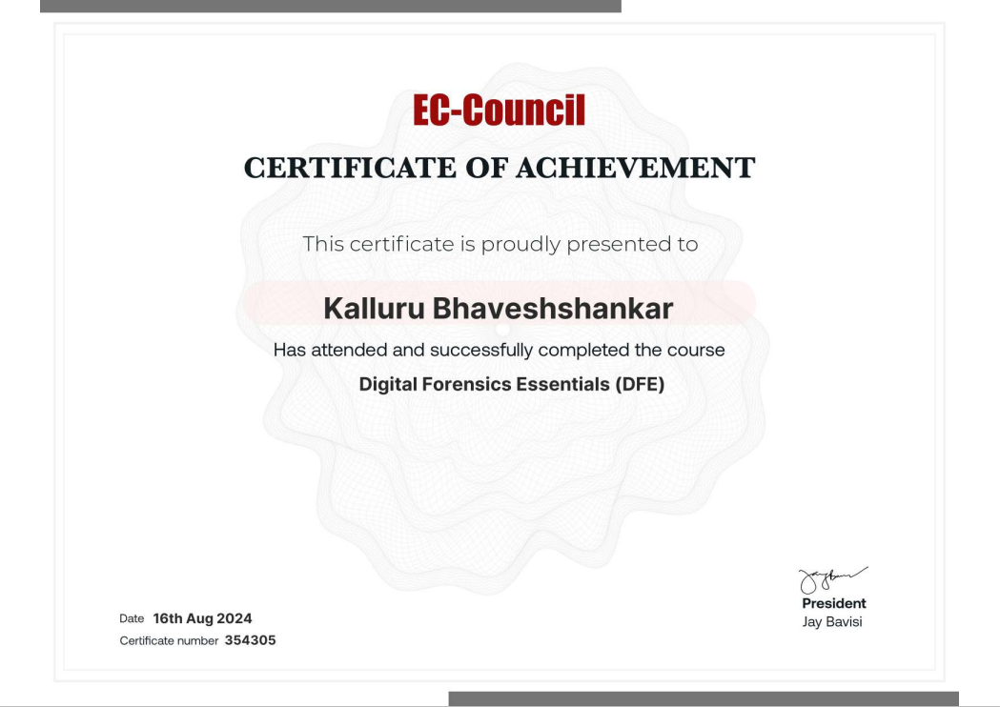 EC-Council
CERTIFICATE OF ACHIEVEMENT
This certificate is proudly presented to
Kalluru Bhaveshshankar
Has attended and successfully completed the course
Digital Forensics Essentials (DFE)
President
Jay Bavisi
Date 16th Aug 2024
Certificate number 354305